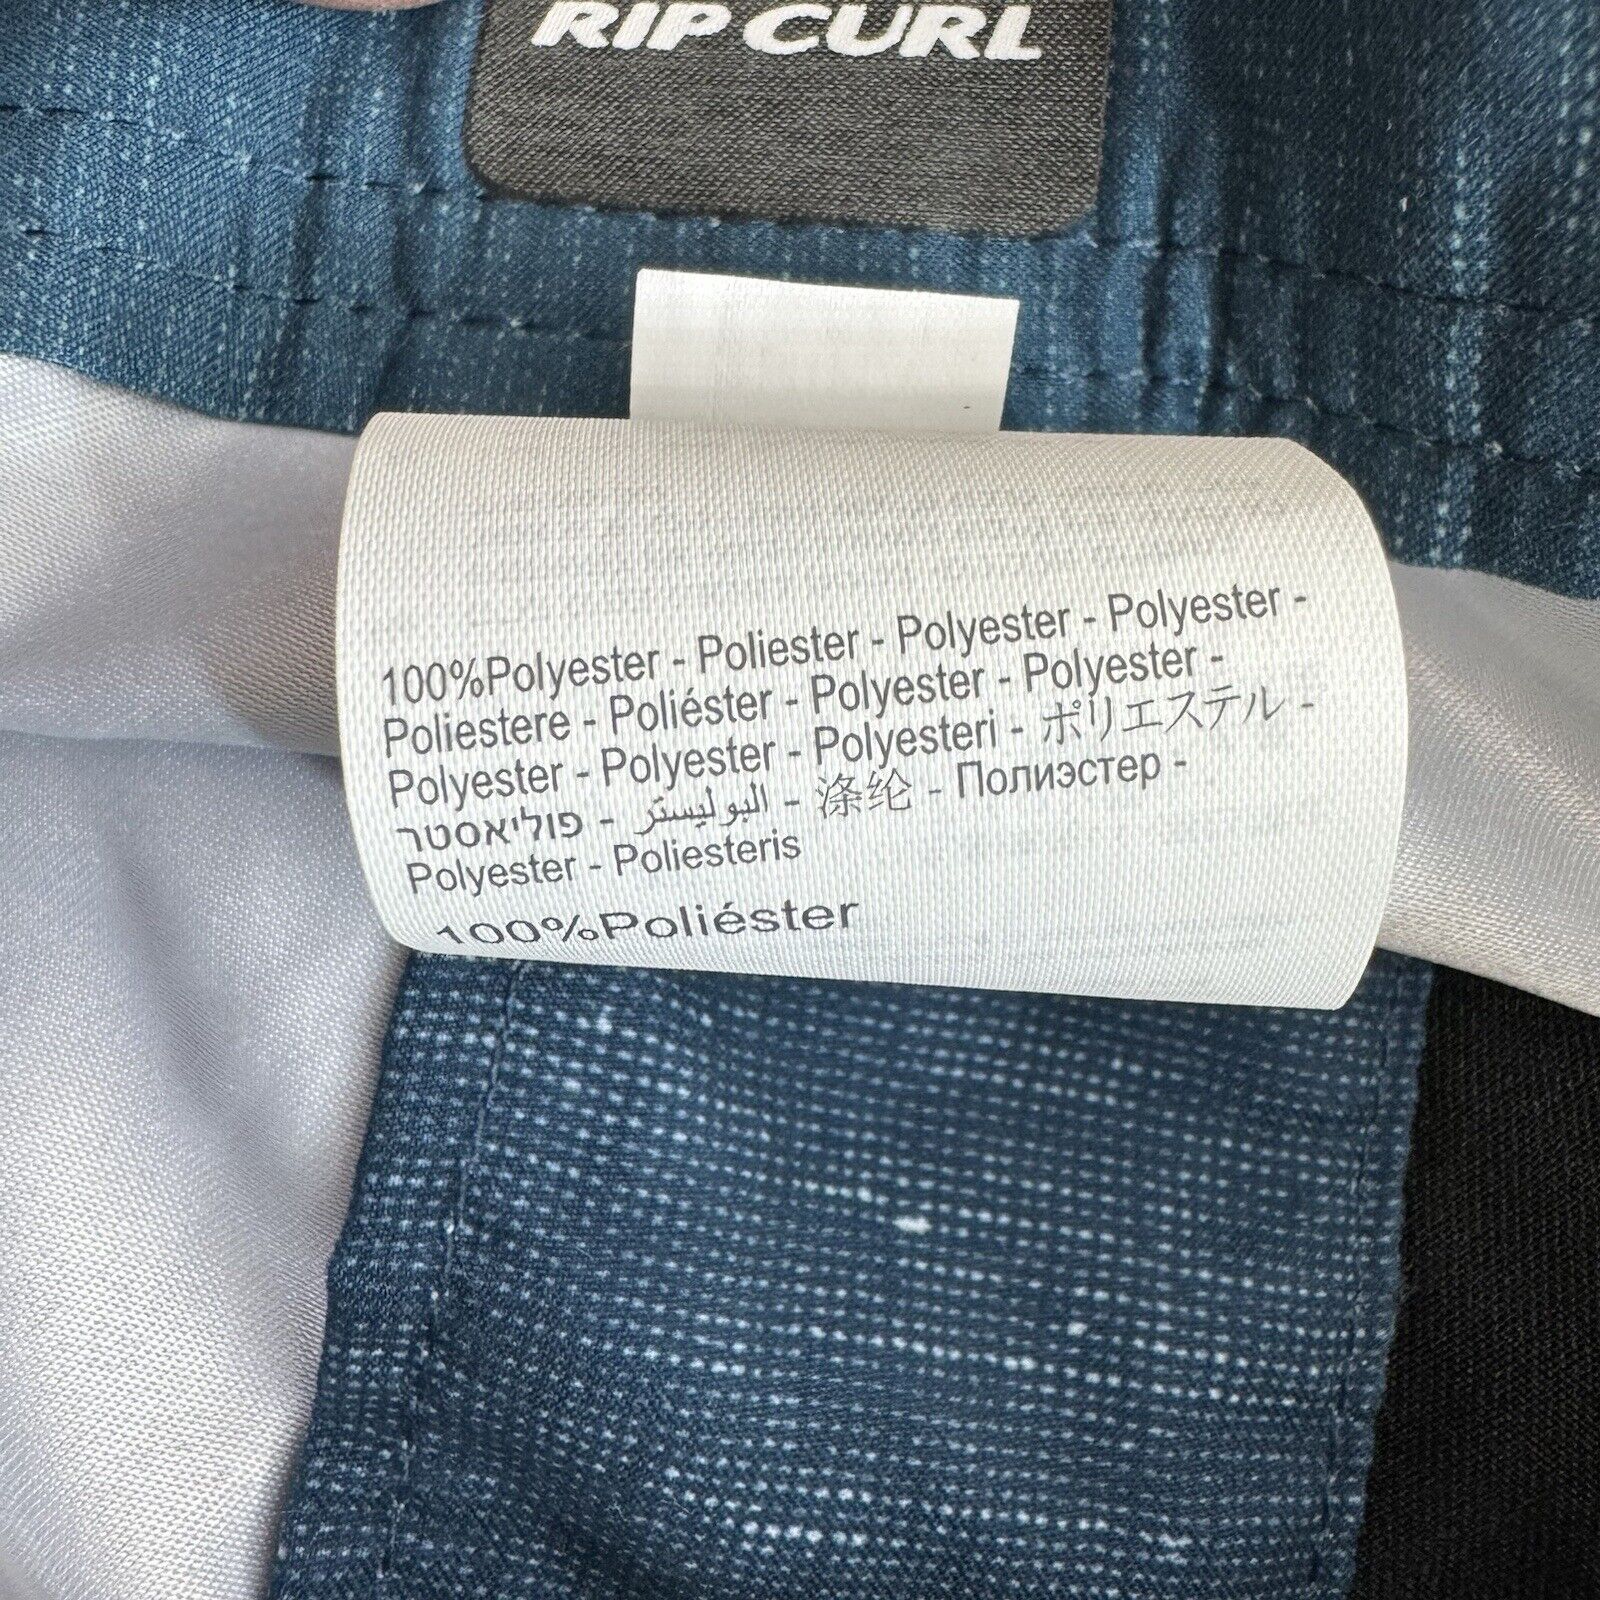 RIP CURL
100%Polyester - Poliester - Polyester - Polyester -
Poliestere - Poliéster - Polyester - Polyester -
Polyester - Polyester - Polyesteri - ポリエステル -
פוליאסטר - البوليستر - 涤纶 - Полиэстер -
Polyester - Poliesteris
100%Poliéster